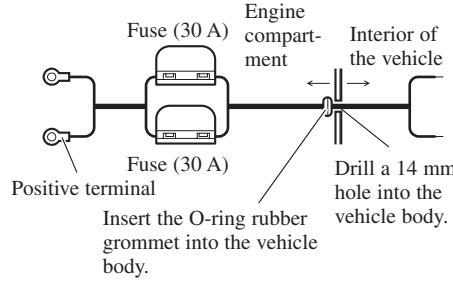 Fuse (30 A)
Engine
compart-
ment
Interior of
the vehicle
Fuse (30 A)
Positive terminal
Insert the O-ring rubber
grommet into the vehicle
body.
Drill a 14 mm
hole into the
vehicle body.